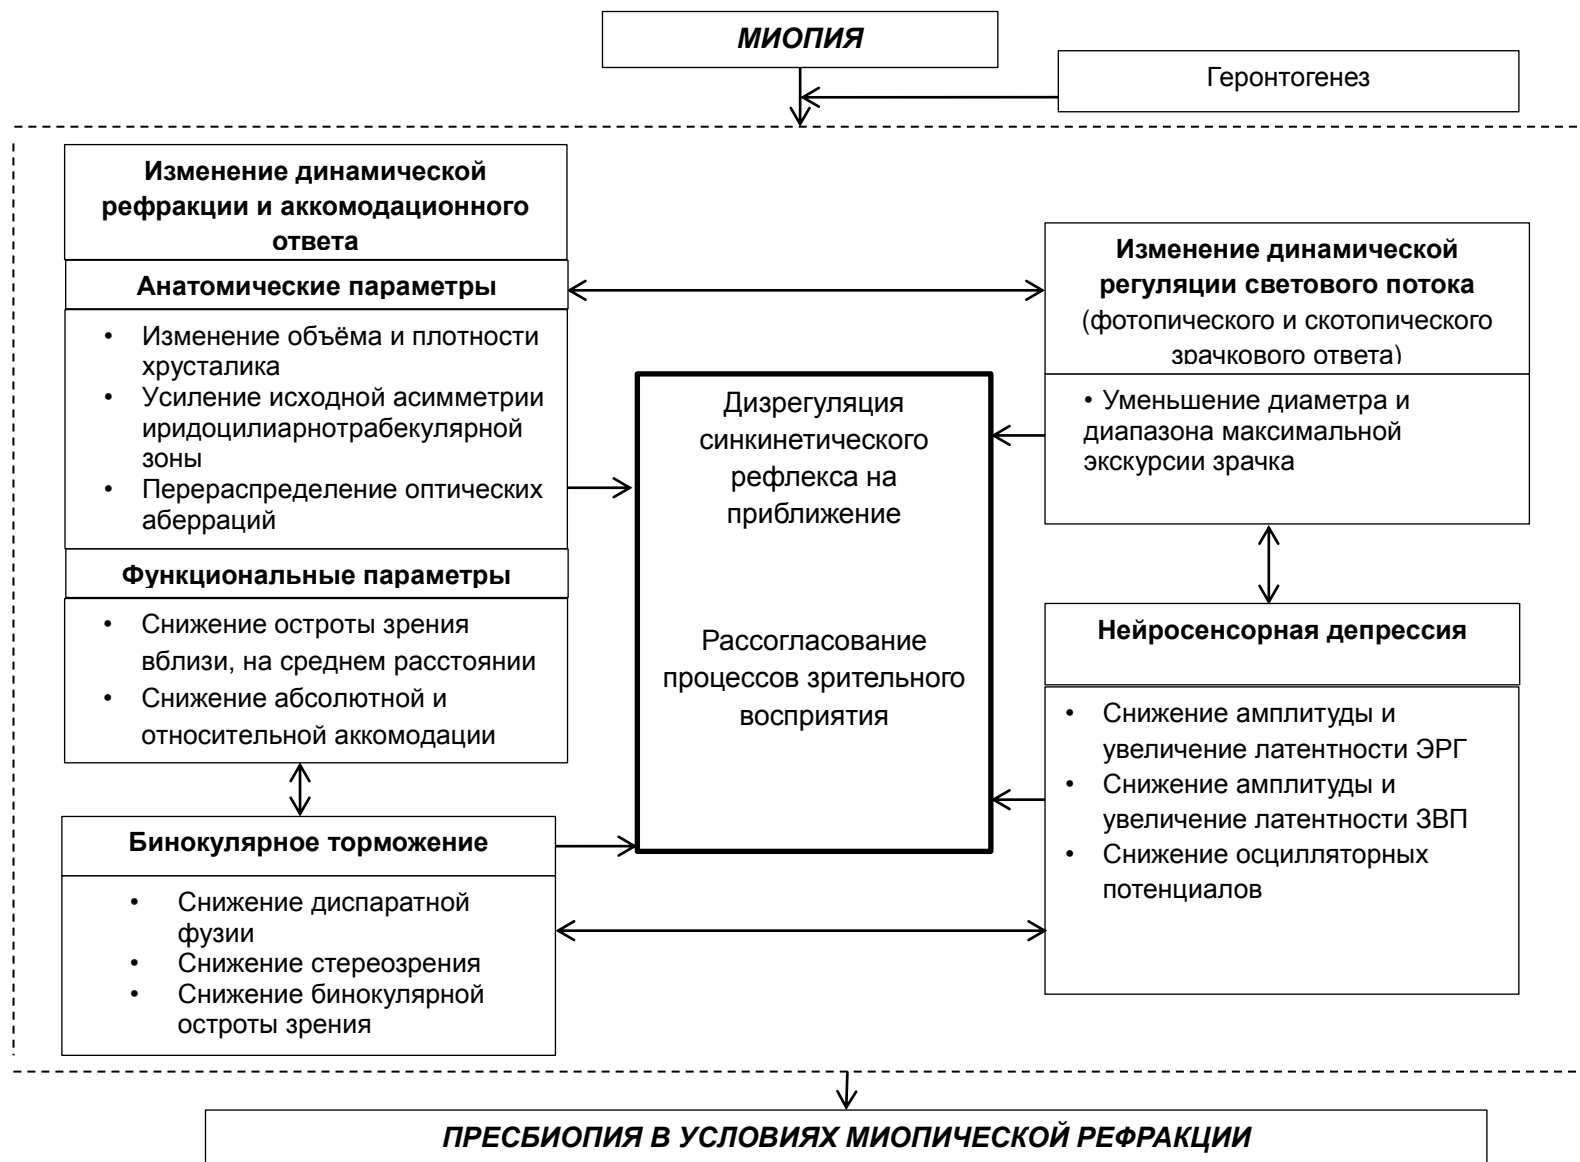 МИОПИЯ
Геронтогенез
Изменение динамической
рефракции и аккомодационного
ответа
Анатомические параметры
• Изменение объёма и плотности
хрусталика
• Усиление исходной асимметрии
иридоцилиарнотрабекулярной
зоны
• Перераспределение оптических
аберраций
Функциональные параметры
• Снижение остроты зрения
вблизи, на среднем расстоянии
• Снижение абсолютной и
относительной аккомодации
Бинокулярное торможение
• Снижение диспаратной
фузии
• Снижение стереозрения
• Снижение бинокулярной
остроты зрения
Дизрегуляция
синкинетического
рефлекса на
приближение
Рассогласование
процессов зрительного
восприятия
Изменение динамической
регуляции светового потока
(фотопического и скотопического
зрачкового ответа)
• Уменьшение диаметра и
диапазона максимальной
экскурсии зрачка
Нейросенсорная депрессия
• Снижение амплитуды и
увеличение латентности ЭРГ
• Снижение амплитуды и
увеличение латентности ЗВП
• Снижение осцилляторных
потенциалов
ПРЕСБИОПИЯ В УСЛОВИЯХ МИОПИЧЕСКОЙ РЕФРАКЦИИ